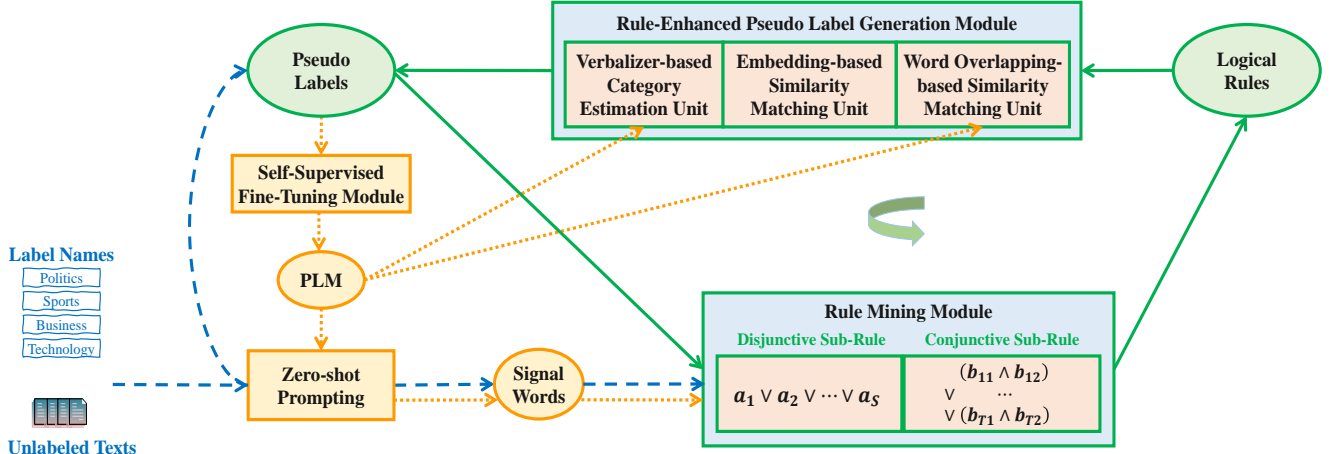 Rule-Enhanced Pseudo Label Generation Module
Pseudo
Labels
Verbalizer-based
Category
Estimation Unit
Embedding-based
Similarity
Matching Unit
Word Overlapping-
based Similarity
Matching Unit
Logical
Rules
Self-Supervised
Fine-Tuning Module
Label Names
Politics
Sports
Business
Technology
PLM
Rule Mining Module
Disjunctive Sub-Rule
Conjunctive Sub-Rule
Zero-shot
Prompting
Signal
Words
a₁ ∨ a₂ ∨ ⋯ ∨ a_S
(b₁₁ ∧ b₁₂)
∨ ⋯
∨ (b_T1 ∧ b_T2)
Unlabeled Texts